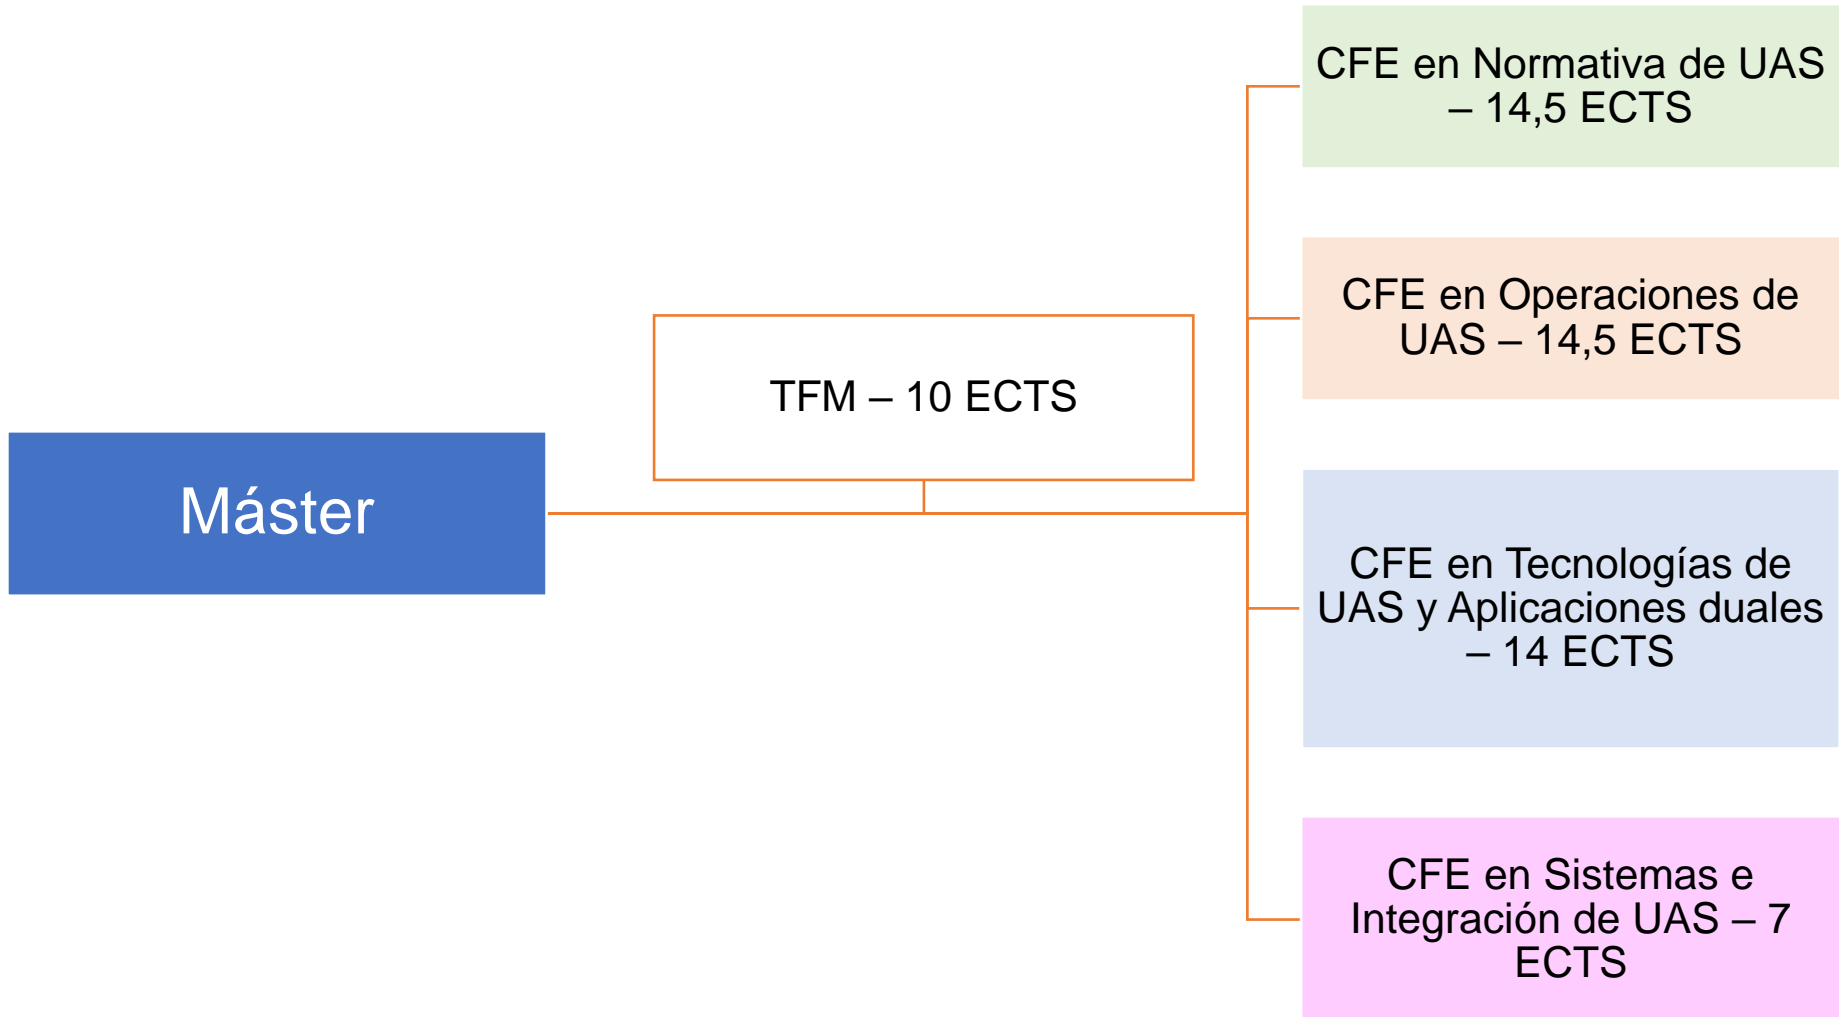 Máster
TFM – 10 ECTS
CFE en Normativa de UAS
– 14,5 ECTS
CFE en Operaciones de
UAS – 14,5 ECTS
CFE en Tecnologías de
UAS y Aplicaciones duales
– 14 ECTS
CFE en Sistemas e
Integración de UAS – 7
ECTS